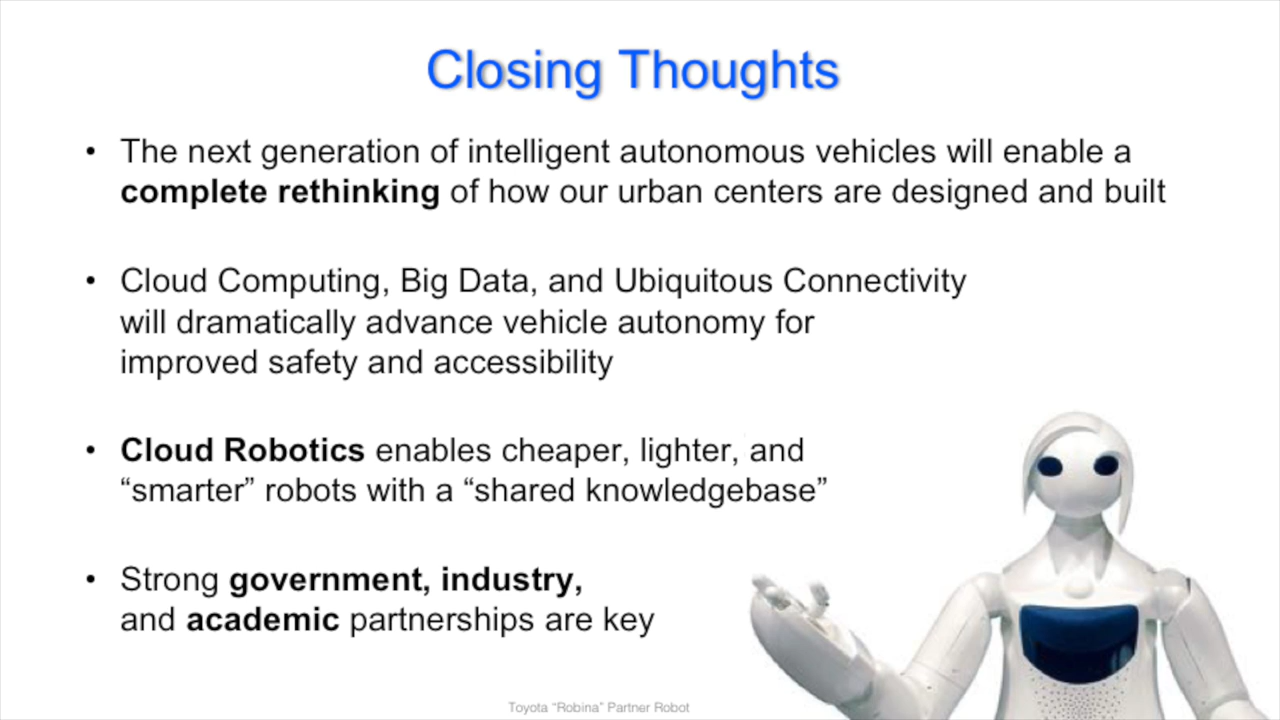 Closing Thoughts
• The next generation of intelligent autonomous vehicles will enable a
complete rethinking of how our urban centers are designed and built
• Cloud Computing, Big Data, and Ubiquitous Connectivity
will dramatically advance vehicle autonomy for
improved safety and accessibility
• Cloud Robotics enables cheaper, lighter, and
“smarter” robots with a “shared knowledgebase”
• Strong government, industry,
and academic partnerships are key
Toyota “Robina” Partner Robot